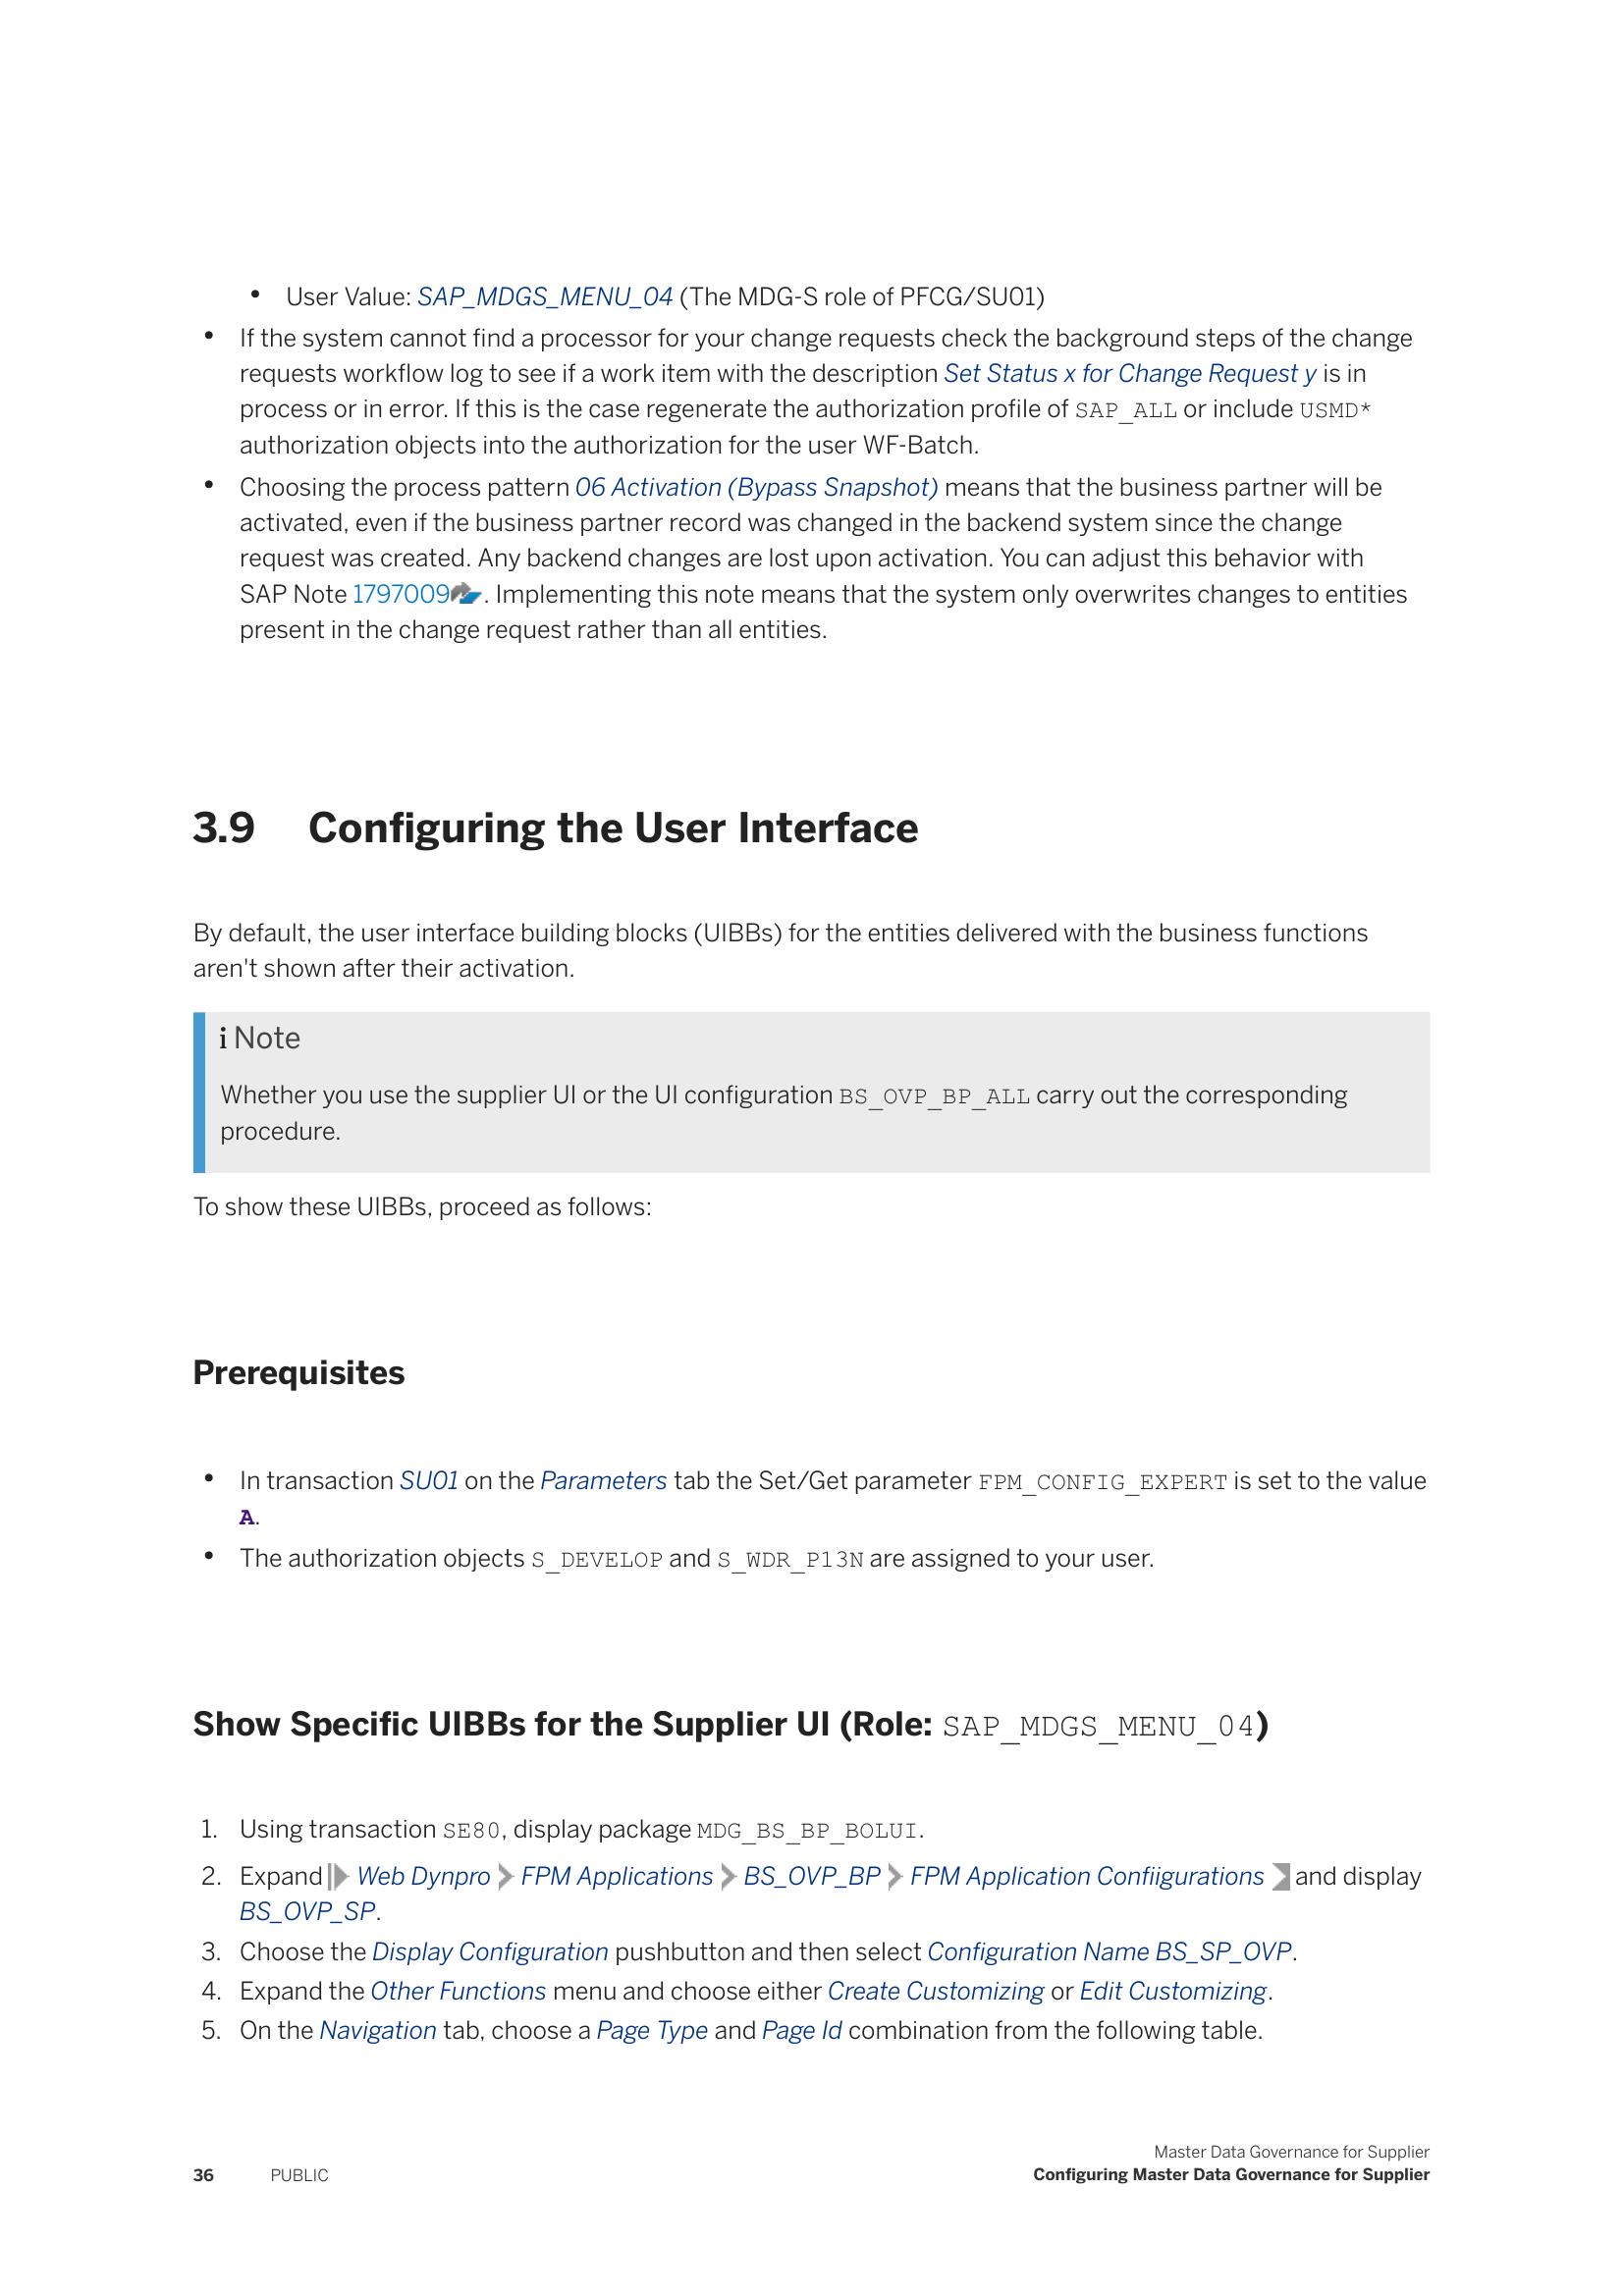 • User Value: SAP_MDGS_MENU_04 (The MDG-S role of PFCG/SU01)
• If the system cannot find a processor for your change requests check the background steps of the change
requests workflow log to see if a work item with the description Set Status x for Change Request y is in
process or in error. If this is the case regenerate the authorization profile of SAP_ALL or include USMD*
authorization objects into the authorization for the user WF-Batch.
• Choosing the process pattern 06 Activation (Bypass Snapshot) means that the business partner will be
activated, even if the business partner record was changed in the backend system since the change
request was created. Any backend changes are lost upon activation. You can adjust this behavior with
SAP Note 1797009. Implementing this note means that the system only overwrites changes to entities
present in the change request rather than all entities.
3.9 Configuring the User Interface
By default, the user interface building blocks (UIBBs) for the entities delivered with the business functions
aren't shown after their activation.
i Note
Whether you use the supplier UI or the UI configuration BS_OVP_BP_ALL carry out the corresponding
procedure.
To show these UIBBs, proceed as follows:
Prerequisites
• In transaction SU01 on the Parameters tab the Set/Get parameter FPM_CONFIG_EXPERT is set to the value
A.
• The authorization objects S_DEVELOP and S_WDR_P13N are assigned to your user.
Show Specific UIBBs for the Supplier UI (Role: SAP_MDGS_MENU_04)
1. Using transaction SE80, display package MDG_BS_BP_BOLUI.
2. Expand Web Dynpro FPM Applications BS_OVP_BP FPM Application Confiigurations and display
BS_OVP_SP.
3. Choose the Display Configuration pushbutton and then select Configuration Name BS_SP_OVP.
4. Expand the Other Functions menu and choose either Create Customizing or Edit Customizing.
5. On the Navigation tab, choose a Page Type and Page Id combination from the following table.
Master Data Governance for Supplier
36 PUBLIC Configuring Master Data Governance for Supplier